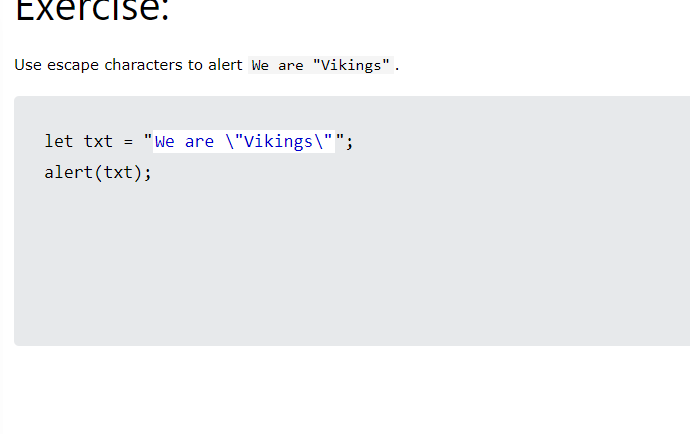 Exercise:
Use escape characters to alert We are "Vikings".
let txt = "We are \"Vikings\"";
alert(txt);